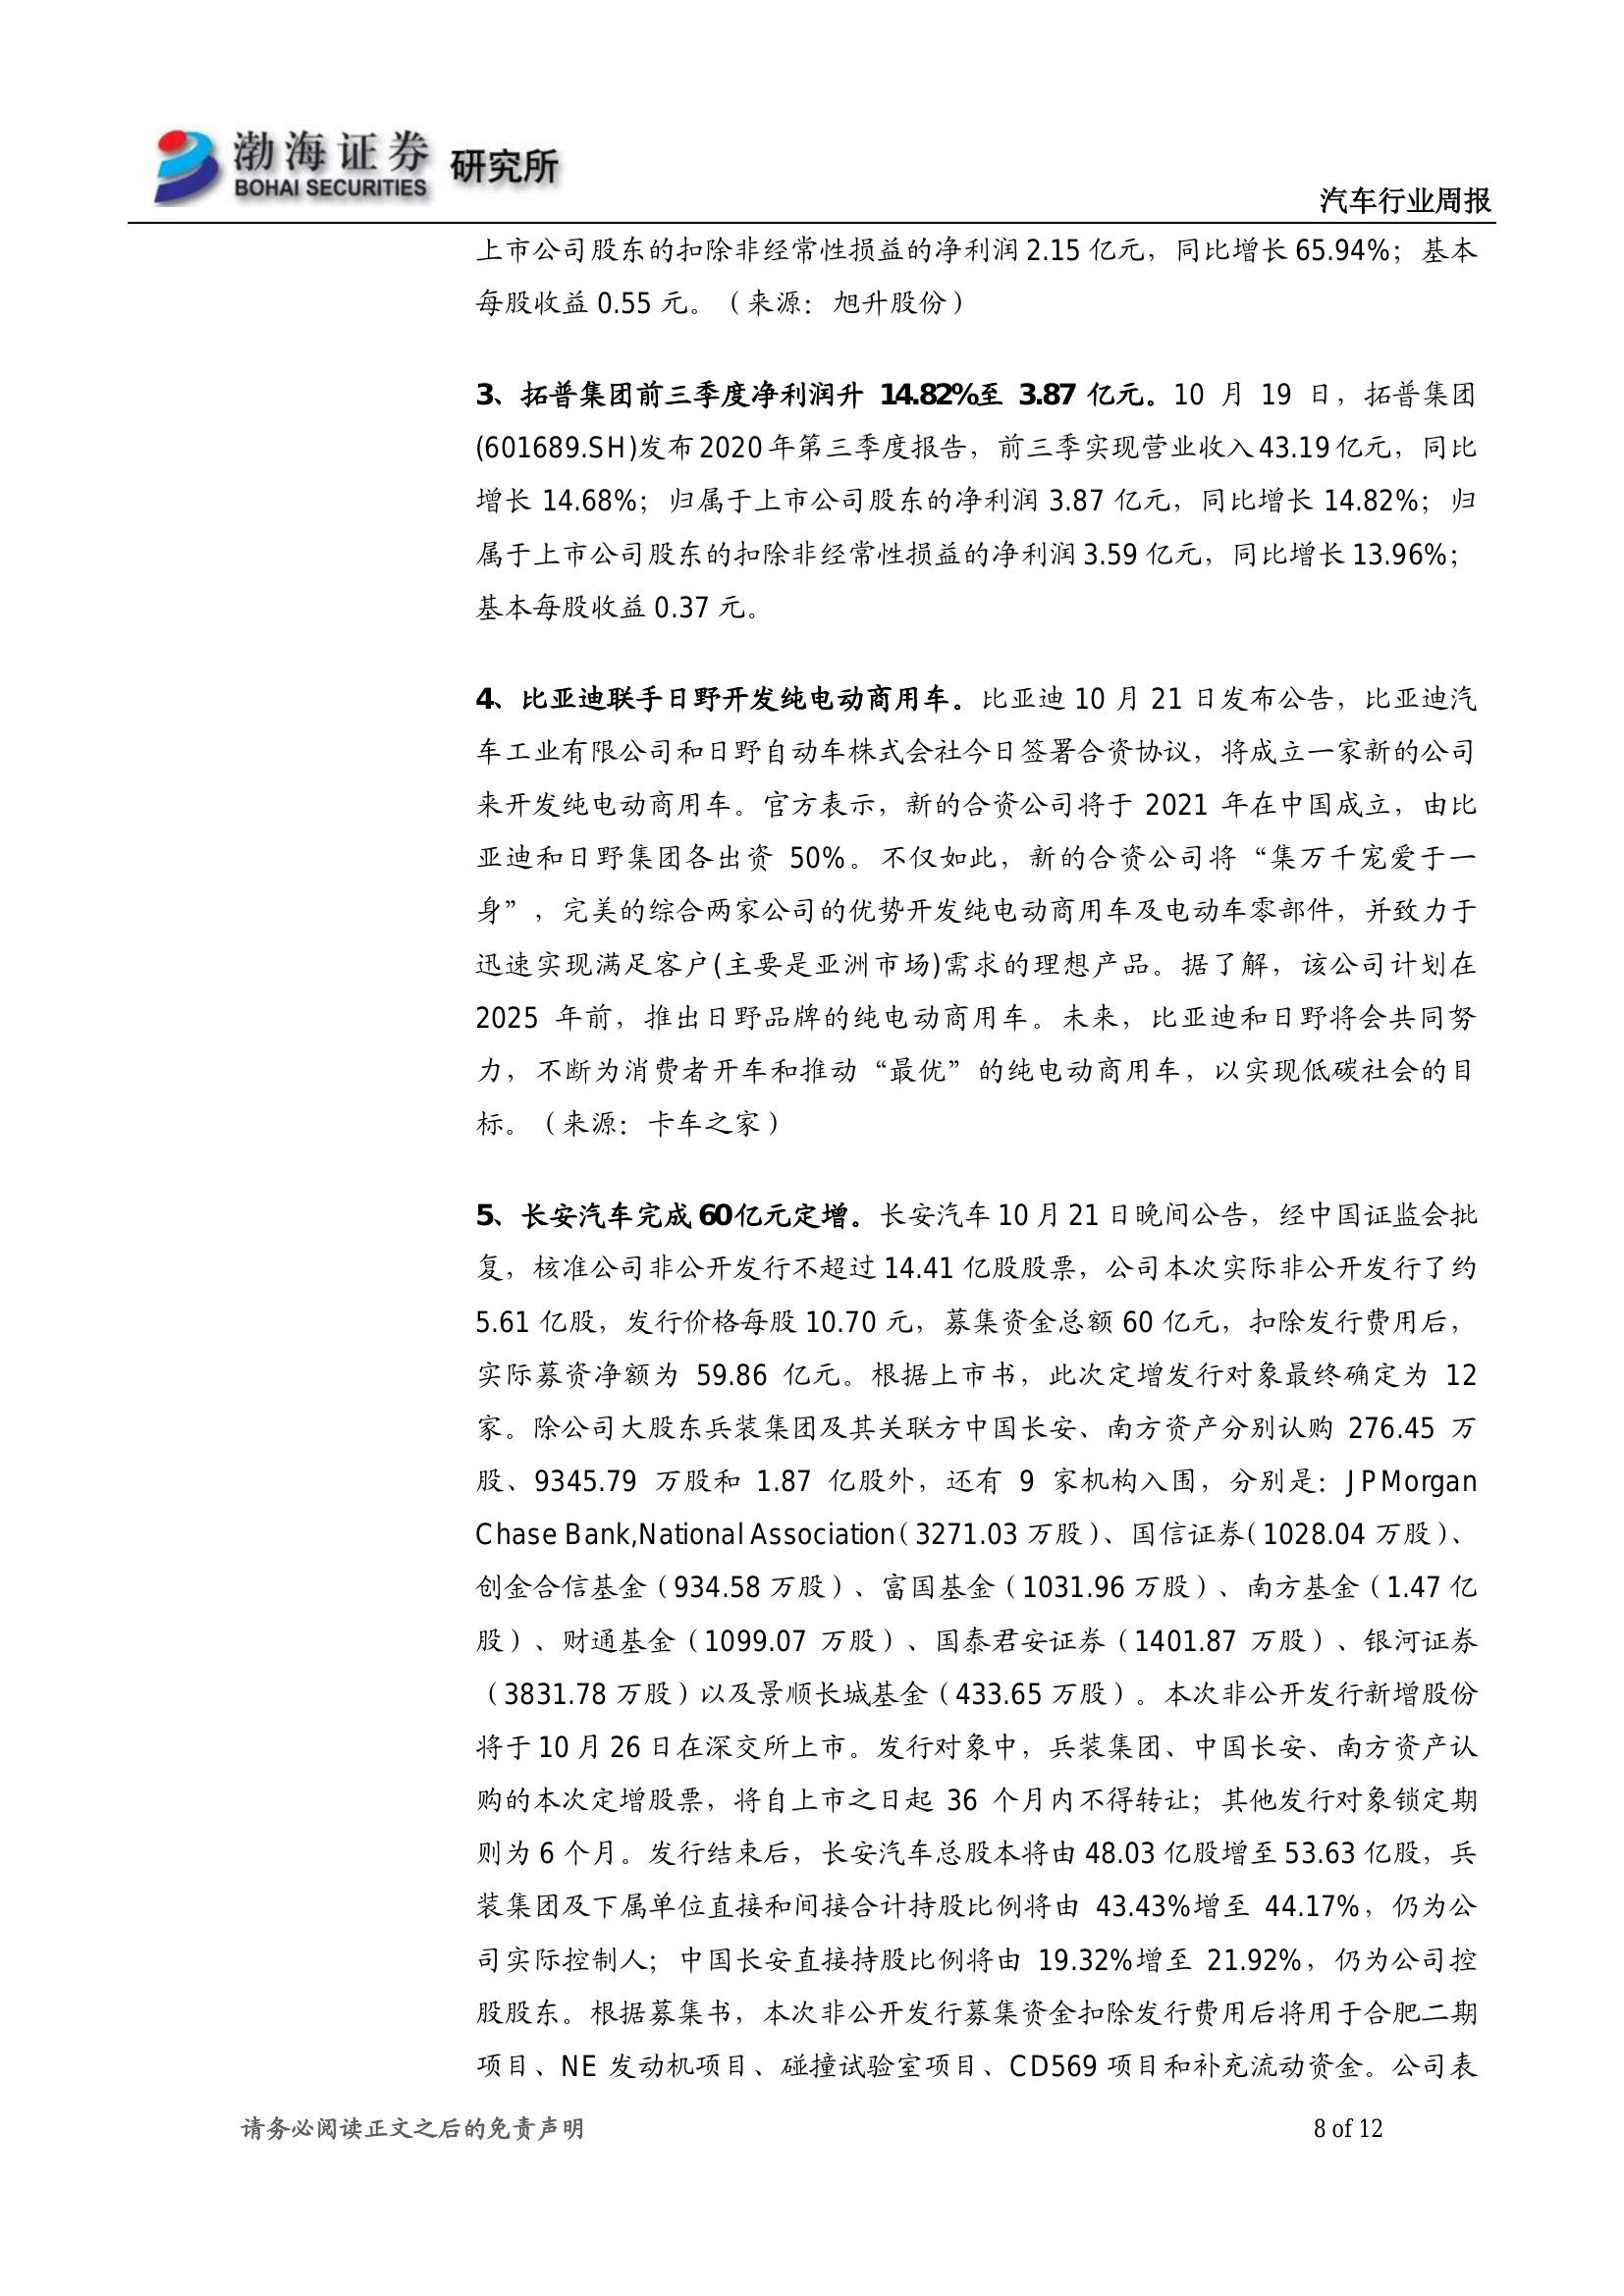 渤海证券 研究所
BOHAI SECURITIES
汽车行业周报
上市公司股东的扣除非经常性损益的净利润 2.15 亿元，同比增长 65.94%；基本
每股收益 0.55 元。（来源：旭升股份）
3、拓普集团前三季度净利润升 14.82%至 3.87 亿元。10 月 19 日，拓普集团
(601689.SH)发布 2020 年第三季度报告，前三季实现营业收入 43.19 亿元，同比
增长 14.68%；归属于上市公司股东的净利润 3.87 亿元，同比增长 14.82%；归
属于上市公司股东的扣除非经常性损益的净利润 3.59 亿元，同比增长 13.96%；
基本每股收益 0.37 元。
4、比亚迪联手日野开发纯电动商用车。比亚迪 10 月 21 日发布公告，比亚迪汽
车工业有限公司和日野自动车株式会社今日签署合资协议，将成立一家新的公司
来开发纯电动商用车。官方表示，新的合资公司将于 2021 年在中国成立，由比
亚迪和日野集团各出资 50%。不仅如此，新的合资公司将“集万千宠爱于一
身”，完美的综合两家公司的优势开发纯电动商用车及电动车零部件，并致力于
迅速实现满足客户(主要是亚洲市场)需求的理想产品。据了解，该公司计划在
2025 年前，推出日野品牌的纯电动商用车。未来，比亚迪和日野将会共同努
力，不断为消费者开车和推动“最优”的纯电动商用车，以实现低碳社会的目
标。（来源：卡车之家）
5、长安汽车完成 60 亿元定增。长安汽车 10 月 21 日晚间公告，经中国证监会批
复，核准公司非公开发行不超过 14.41 亿股股票，公司本次实际非公开发行了约
5.61 亿股，发行价格每股 10.70 元，募集资金总额 60 亿元，扣除发行费用后，
实际募资净额为 59.86 亿元。根据上市书，此次定增发行对象最终确定为 12
家。除公司大股东兵装集团及其关联方中国长安、南方资产分别认购 276.45 万
股、9345.79 万股和 1.87 亿股外，还有 9 家机构入围，分别是：JPMorgan
Chase Bank,National Association（3271.03 万股）、国信证券（1028.04 万股）、
创金合信基金（934.58 万股）、富国基金（1031.96 万股）、南方基金（1.47 亿
股）、财通基金（1099.07 万股）、国泰君安证券（1401.87 万股）、银河证券
（3831.78 万股）以及景顺长城基金（433.65 万股）。本次非公开发行新增股份
将于 10 月 26 日在深交所上市。发行对象中，兵装集团、中国长安、南方资产认
购的本次定增股票，将自上市之日起 36 个月内不得转让；其他发行对象锁定期
则为 6 个月。发行结束后，长安汽车总股本将由 48.03 亿股增至 53.63 亿股，兵
装集团及下属单位直接和间接合计持股比例将由 43.43%增至 44.17%，仍为公
司实际控制人；中国长安直接持股比例将由 19.32%增至 21.92%，仍为公司控
股股东。根据募集书，本次非公开发行募集资金扣除发行费用后将用于合肥二期
项目、NE 发动机项目、碰撞试验室项目、CD569 项目和补充流动资金。公司表
请务必阅读正文之后的免责声明
8 of 12